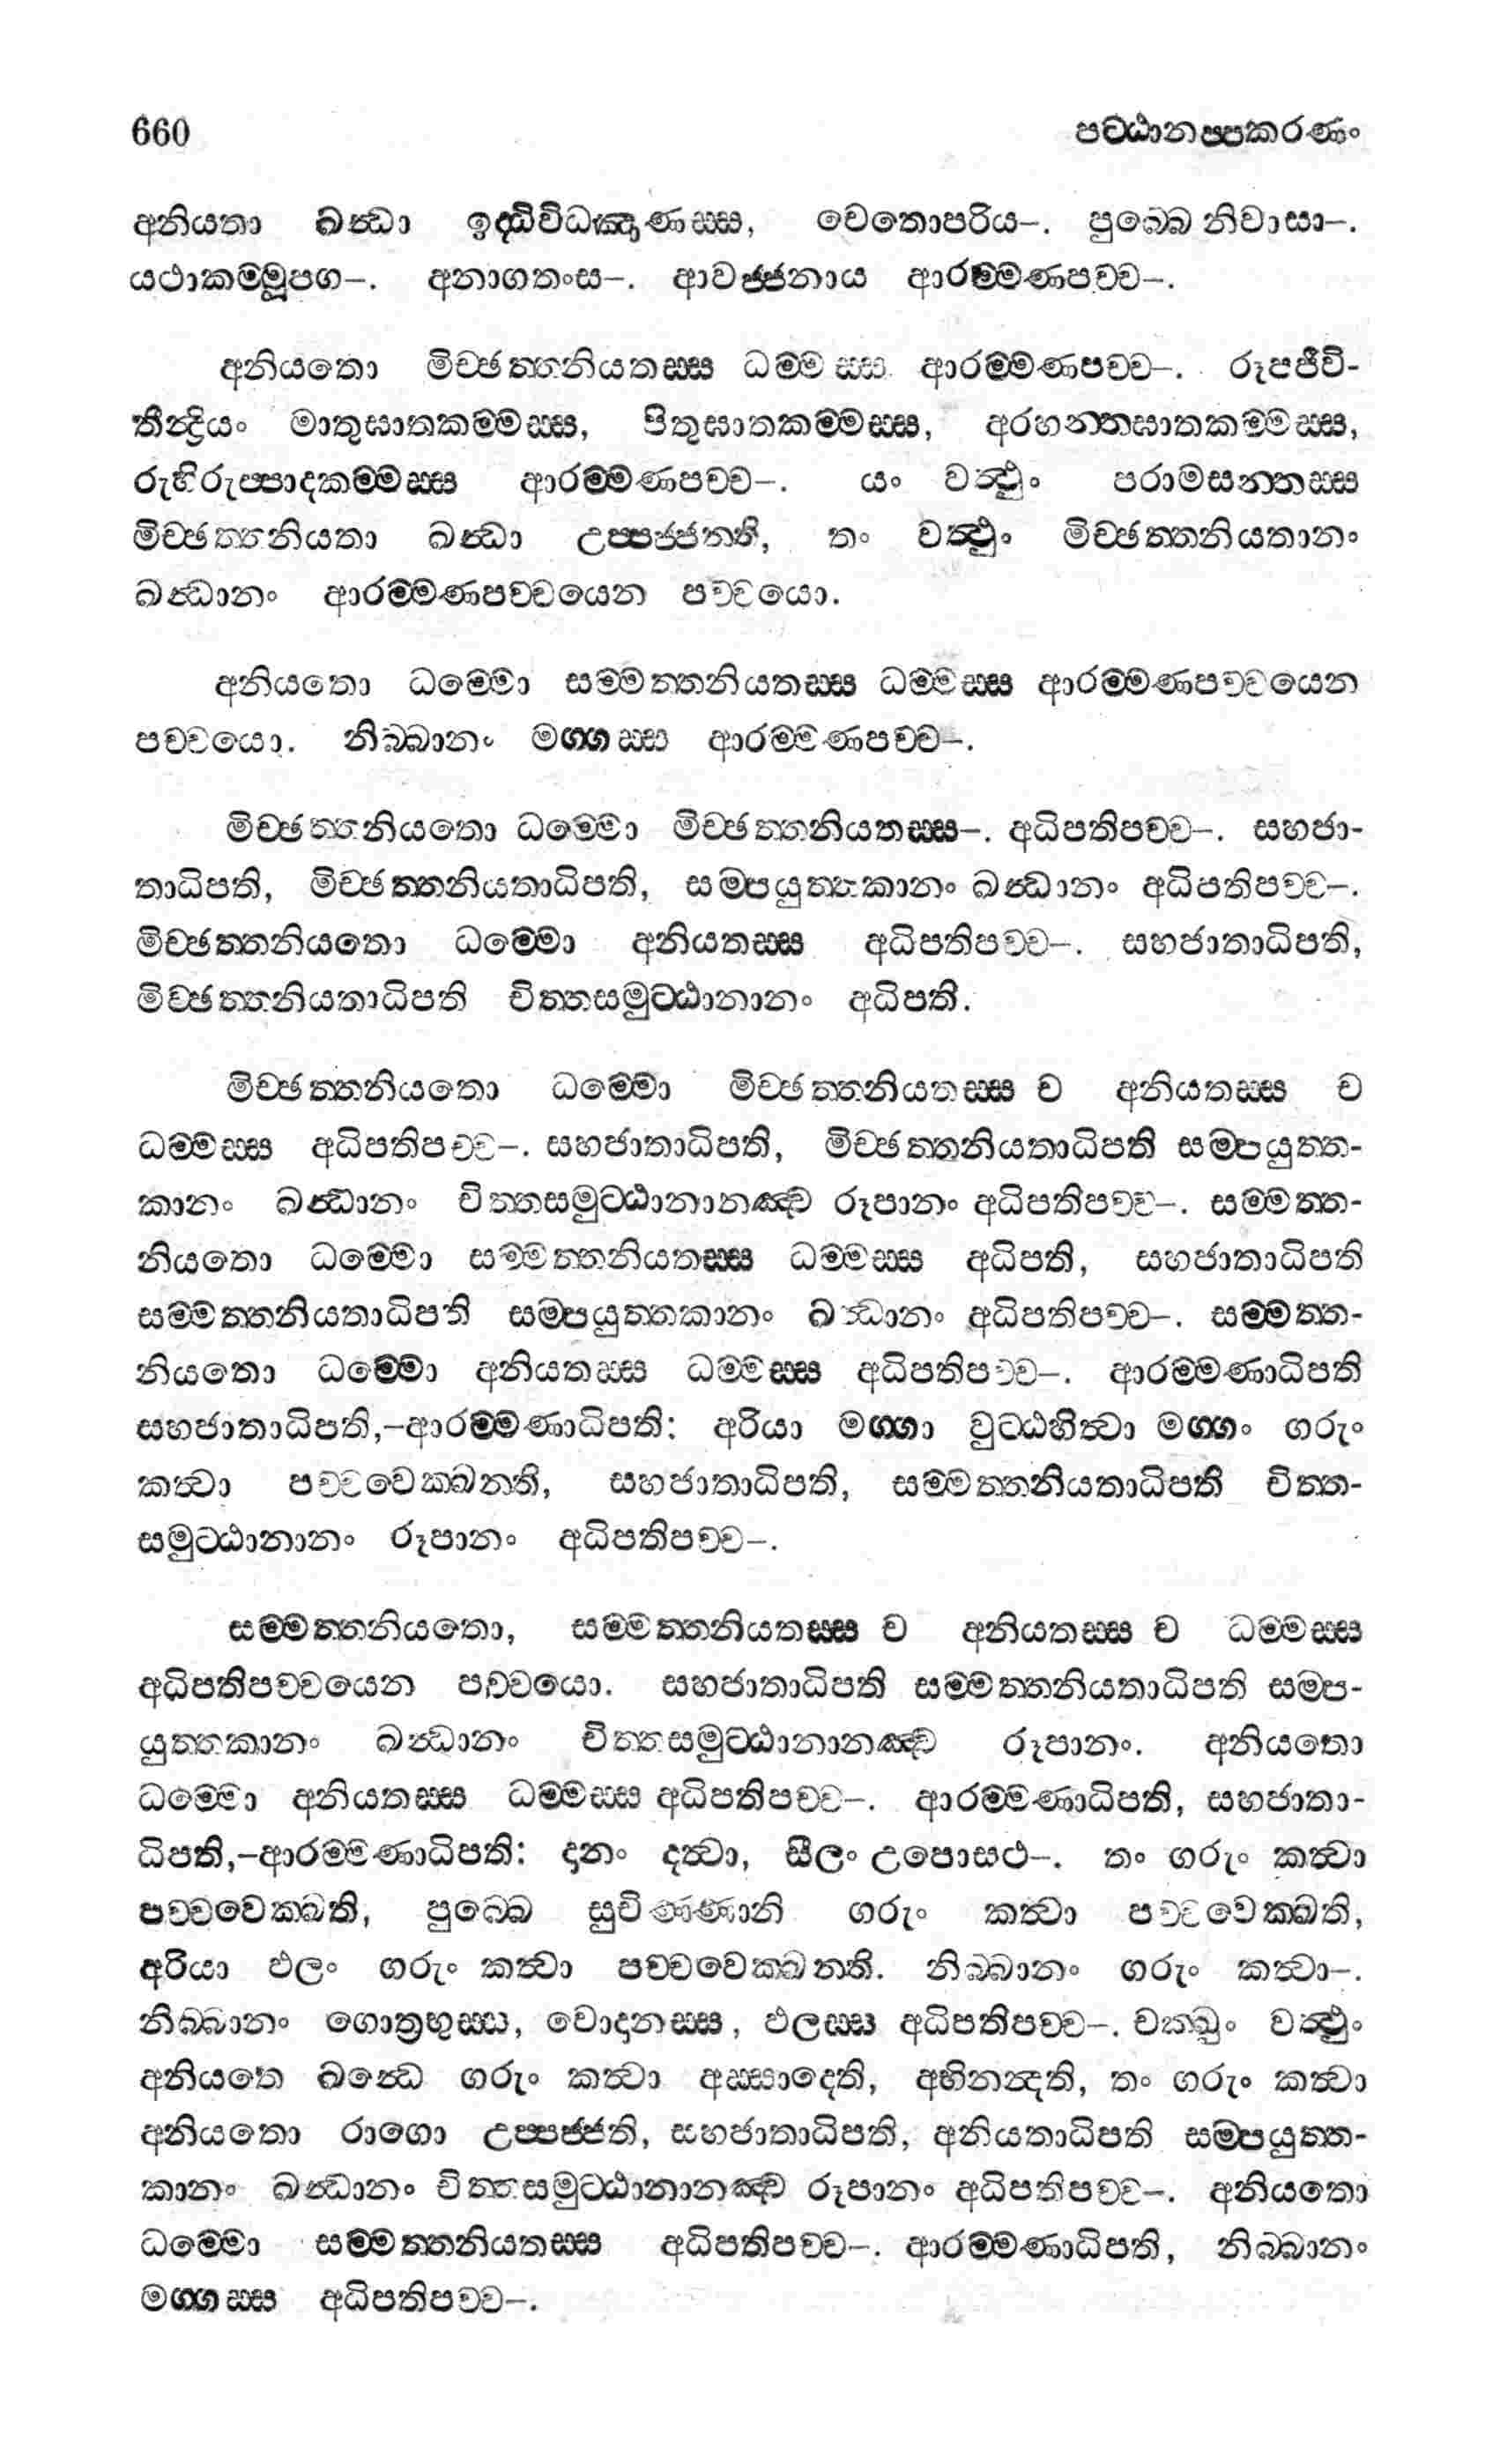 660 පට්ඨානප්පකරණං
අනියතා ඛන්ධා ඉද්ධිවිධඤාණස්ස, චෙතොපරිය–. පුබ්බෙ නිවාසා–.
යථාකම්මූපග–. අනාගතංස–. ආවජ්ජනාය ආරම්මණපච්ච–.
අනියතො මිච්ඡත්තනියතස්ස ධම්මස්ස ආරම්මණපච්ච–. රූපජීවි-
තීන්ද්‍රියං මාතුඝාතකම්මස්ස, පිතුඝාතකම්මස්ස, අරහන්තඝාතකම්මස්ස,
රුහිරුප්පාදකම්මස්ස ආරම්මණපච්ච–. යං වත්ථුං පරාමසන්තස්ස
මිච්ඡත්තනියතා ඛන්ධා උප්පජ්ජන්ති, තං වත්ථුං මිච්ඡත්තනියතානං
ඛන්ධානං ආරම්මණපච්චයෙන පච්චයො.
අනියතො ධම්මො සම්මත්තනියතස්ස ධම්මස්ස ආරම්මණපච්චයෙන
පච්චයො. නිබ්බානං මග්ගස්ස ආරම්මණපච්ච–.
මිච්ඡත්තනියතො ධම්මො මිච්ඡත්තනියතස්ස–. අධිපතිපච්ච–. සහජා-
තාධිපති, මිච්ඡත්තනියතාධිපති, සම්පයුත්තකානං ඛන්ධානං අධිපතිපච්ච–.
මිච්ඡත්තනියතො ධම්මො අනියතස්ස අධිපතිපච්ච–. සහජාතාධිපති,
මිච්ඡත්තනියතාධිපති චිත්තසමුට්ඨානානං අධිපති.
මිච්ඡත්තනියතො ධම්මො මිච්ඡත්තනියතස්ස ච අනියතස්ස ච
ධම්මස්ස අධිපතිපච්ච–. සහජාතාධිපති, මිච්ඡත්තනියතාධිපති සම්පයුත්ත-
කානං ඛන්ධානං චිත්තසමුට්ඨානානඤ්ච රූපානං අධිපතිපච්ච–. සම්මත්ත-
නියතො ධම්මො සම්මත්තනියතස්ස ධම්මස්ස අධිපති, සහජාතාධිපති
සම්මත්තනියතාධිපති සම්පයුත්තකානං ඛන්ධානං අධිපතිපච්ච–. සම්මත්ත-
නියතො ධම්මො අනියතස්ස ධම්මස්ස අධිපතිපච්ච–. ආරම්මණාධිපති
සහජාතාධිපති,–ආරම්මණාධිපති: අරියා මග්ගා වුට්ඨහිත්වා මග්ගං ගරුං
කත්වා පච්චවෙක්ඛන්ති, සහජාතාධිපති, සම්මත්තනියතාධිපති චිත්ත-
සමුට්ඨානානං රූපානං අධිපතිපච්ච–.
සම්මත්තනියතො, සම්මත්තනියතස්ස ච අනියතස්ස ච ධම්මස්ස
අධිපතිපච්චයෙන පච්චයො. සහජාතාධිපති සම්මත්තනියතාධිපති සම්ප-
යුත්තකානං ඛන්ධානං චිත්තසමුට්ඨානානඤ්ච රූපානං. අනියතො
ධම්මො අනියතස්ස ධම්මස්ස අධිපතිපච්ච–. ආරම්මණාධිපති, සහජාතා-
ධිපති,–ආරම්මණාධිපති: දානං දත්වා, සීලං උපොසථ–. තං ගරුං කත්වා
පච්චවෙක්ඛති, පුබ්බෙ සුචිණ්ණානි ගරුං කත්වා පච්චවෙක්ඛති,
අරියා ඵලං ගරුං කත්වා පච්චවෙක්ඛන්ති. නිබ්බානං ගරුං කත්වා–.
නිබ්බානං ගොත්‍රභුස්ස, වොදානස්ස, ඵලස්ස අධිපතිපච්ච–. චක්ඛුං වත්ථුං
අනියතෙ ඛන්ධෙ ගරුං කත්වා අස්සාදෙති, අභිනන්දති, තං ගරුං කත්වා
අනියතො රාගො උප්පජ්ජති, සහජාතාධිපති, අනියතාධිපති සම්පයුත්ත-
කානං ඛන්ධානං චිත්තසමුට්ඨානානඤ්ච රූපානං අධිපතිපච්ච–. අනියතො
ධම්මො සම්මත්තනියතස්ස අධිපතිපච්ච–. ආරම්මණාධිපති, නිබ්බානං
මග්ගස්ස අධිපතිපච්ච–.